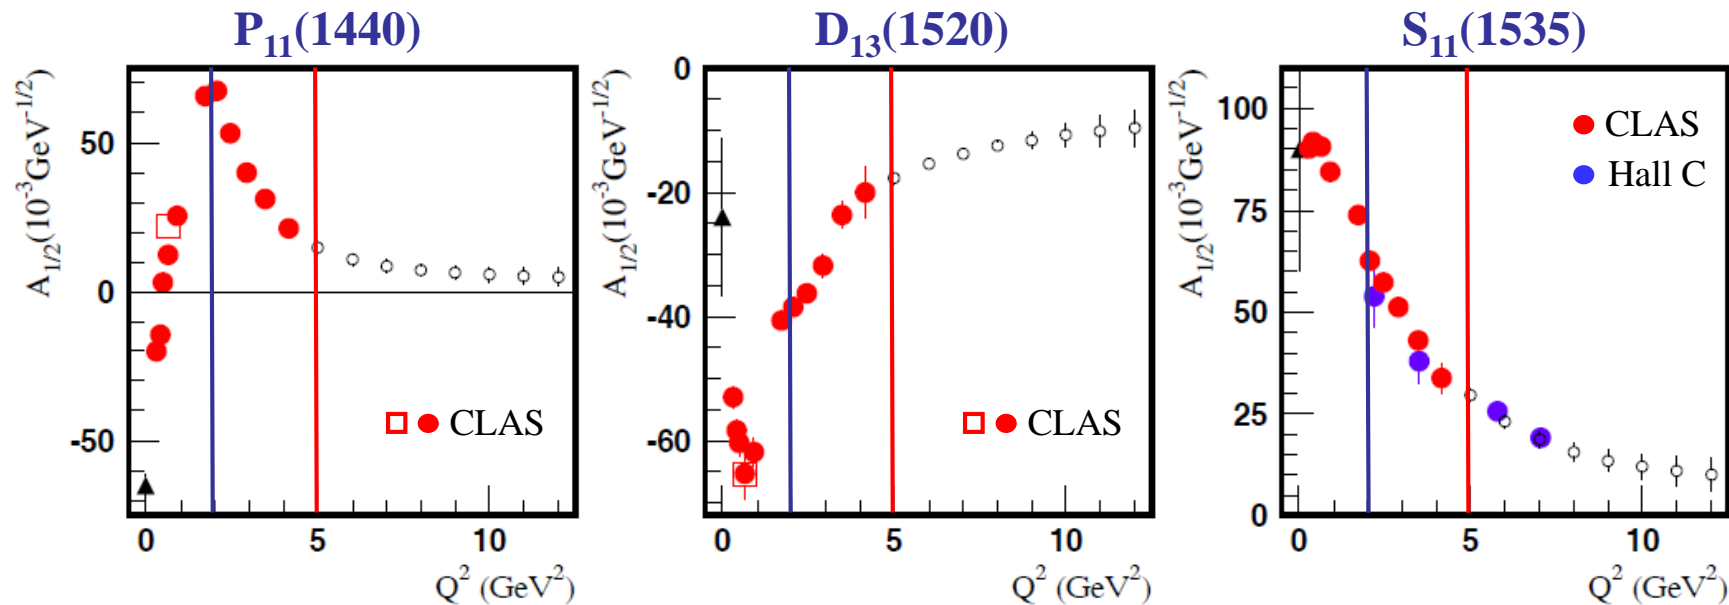 P₁₁(1440)
A₁/₂(10⁻³GeV⁻¹/²)
50
0
-50
CLAS
0 5 10
Q² (GeV²)
D₁₃(1520)
A₁/₂(10⁻³GeV⁻¹/²)
0
-20
-40
-60
CLAS
0 5 10
Q² (GeV²)
S₁₁(1535)
A₁/₂(10⁻³GeV⁻¹/²)
100
75
50
25
0
CLAS
Hall C
0 5 10
Q² (GeV²)